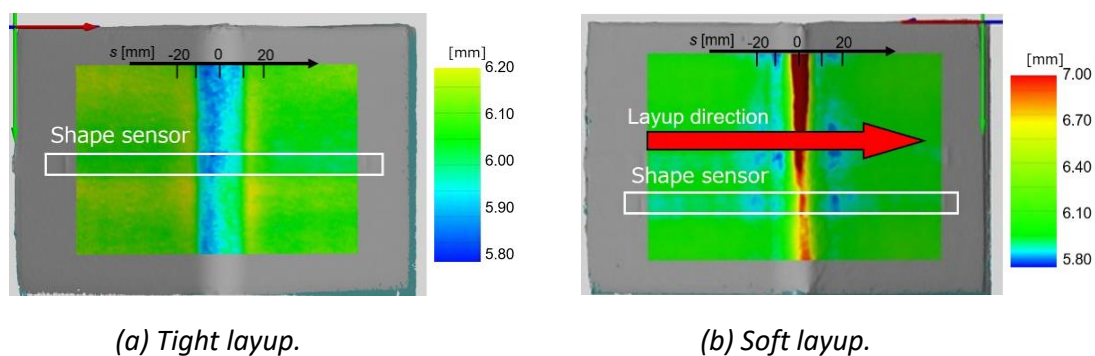 s [mm] -20 0 20
[mm]
6.20
6.10
6.00
5.90
5.80
Shape sensor
(a) Tight layup.
s [mm] -20 0 20
[mm]
7.00
6.70
6.40
6.10
5.80
Layup direction
Shape sensor
(b) Soft layup.